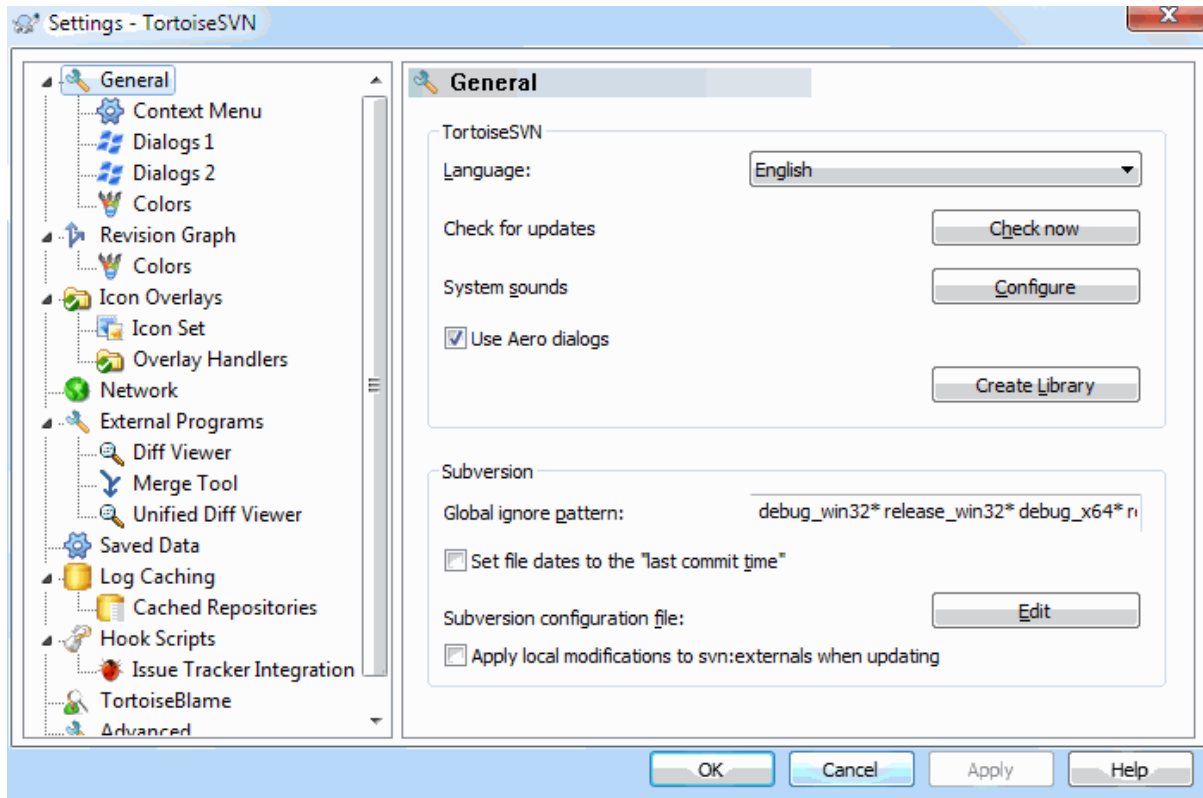 Settings - TortoiseSVN
General
Context Menu
Dialogs 1
Dialogs 2
Colors
Revision Graph
Colors
Icon Overlays
Icon Set
Overlay Handlers
Network
External Programs
Diff Viewer
Merge Tool
Unified Diff Viewer
Saved Data
Log Caching
Cached Repositories
Hook Scripts
Issue Tracker Integration
TortoiseBlame
Advanced
General
TortoiseSVN
Language: English
Check for updates Check now
System sounds Configure
Use Aero dialogs
Create Library
Subversion
Global ignore pattern: debug_win32* release_win32* debug_x64*
Set file dates to the "last commit time"
Subversion configuration file: Edit
Apply local modifications to svn:externals when updating
OK Cancel Apply Help